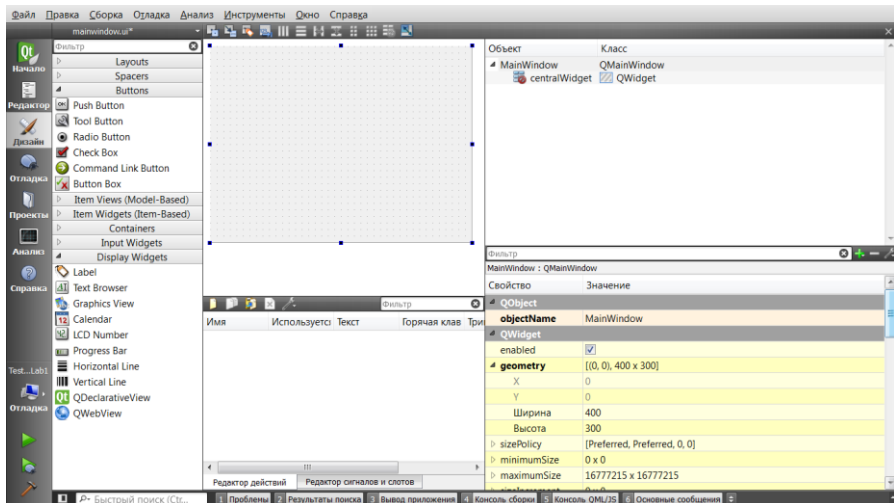 Файл Правка Сборка Отладка Анализ Инструменты Окно Справка
mainwindow.ui*
Начало
Редактор
Дизайн
Отладка
Проекты
Анализ
Справка
Test...Lab1
Отладка
Фильтр
Layouts
Spacers
Buttons
OK Push Button
Tool Button
Radio Button
Check Box
Command Link Button
Button Box
Item Views (Model-Based)
Item Widgets (Item-Based)
Containers
Input Widgets
Display Widgets
Label
AI Text Browser
Graphics View
12 Calendar
42 LCD Number
Progress Bar
Horizontal Line
Vertical Line
Qt QDeclarativeView
QWebView
Фильтр
Имя Используетс Текст Горячая клав Три
Редактор действий Редактор сигналов и слотов
Объект Класс
MainWindow QMainWindow
centralWidget QWidget
Фильтр
MainWindow : QMainWindow
Свойство Значение
QObject
objectName MainWindow
QWidget
enabled
geometry [(0, 0), 400 x 300]
X 0
Y 0
Ширина 400
Высота 300
sizePolicy [Preferred, Preferred, 0, 0]
minimumSize 0 x 0
maximumSize 16777215 x 16777215
Быстрый поиск (Ctr... 1 Проблемы 2 Результаты поиска 3 Вывод приложения 4 Консоль сборки 5 Консоль QML/JS 6 Основные сообщения